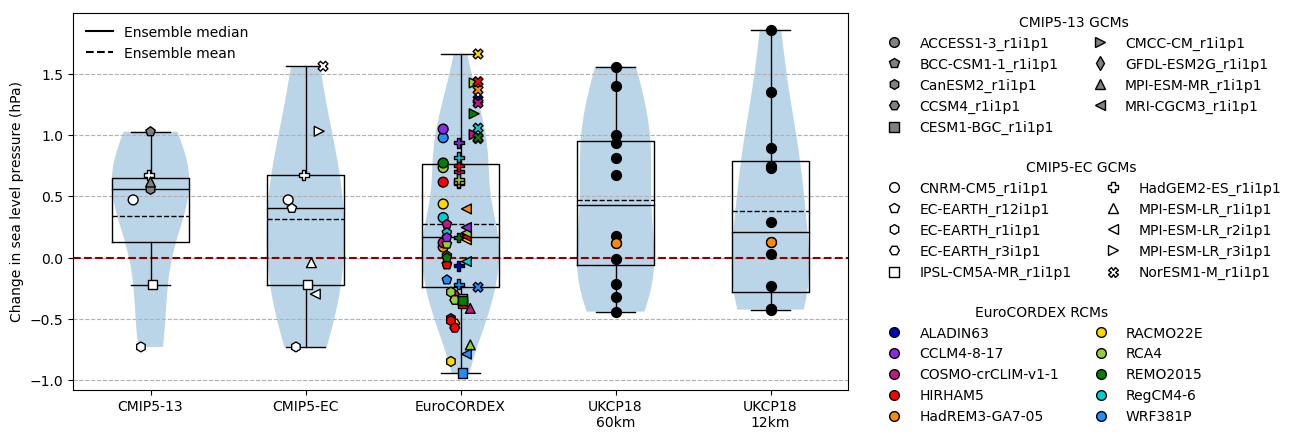 Ensemble median
Ensemble mean
Change in sea level pressure (hPa)
1.5
1.0
0.5
0.0
−0.5
−1.0
CMIP5-13
CMIP5-EC
EuroCORDEX
UKCP18
60km
UKCP18
12km
CMIP5-13 GCMs
ACCESS1-3_r1i1p1
BCC-CSM1-1_r1i1p1
CanESM2_r1i1p1
CCSM4_r1i1p1
CESM1-BGC_r1i1p1
CMCC-CM_r1i1p1
GFDL-ESM2G_r1i1p1
MPI-ESM-MR_r1i1p1
MRI-CGCM3_r1i1p1
CMIP5-EC GCMs
CNRM-CM5_r1i1p1
EC-EARTH_r12i1p1
EC-EARTH_r1i1p1
EC-EARTH_r3i1p1
IPSL-CM5A-MR_r1i1p1
HadGEM2-ES_r1i1p1
MPI-ESM-LR_r1i1p1
MPI-ESM-LR_r2i1p1
MPI-ESM-LR_r3i1p1
NorESM1-M_r1i1p1
EuroCORDEX RCMs
ALADIN63
CCLM4-8-17
COSMO-crCLIM-v1-1
HIRHAM5
HadREM3-GA7-05
RACMO22E
RCA4
REMO2015
RegCM4-6
WRF381P